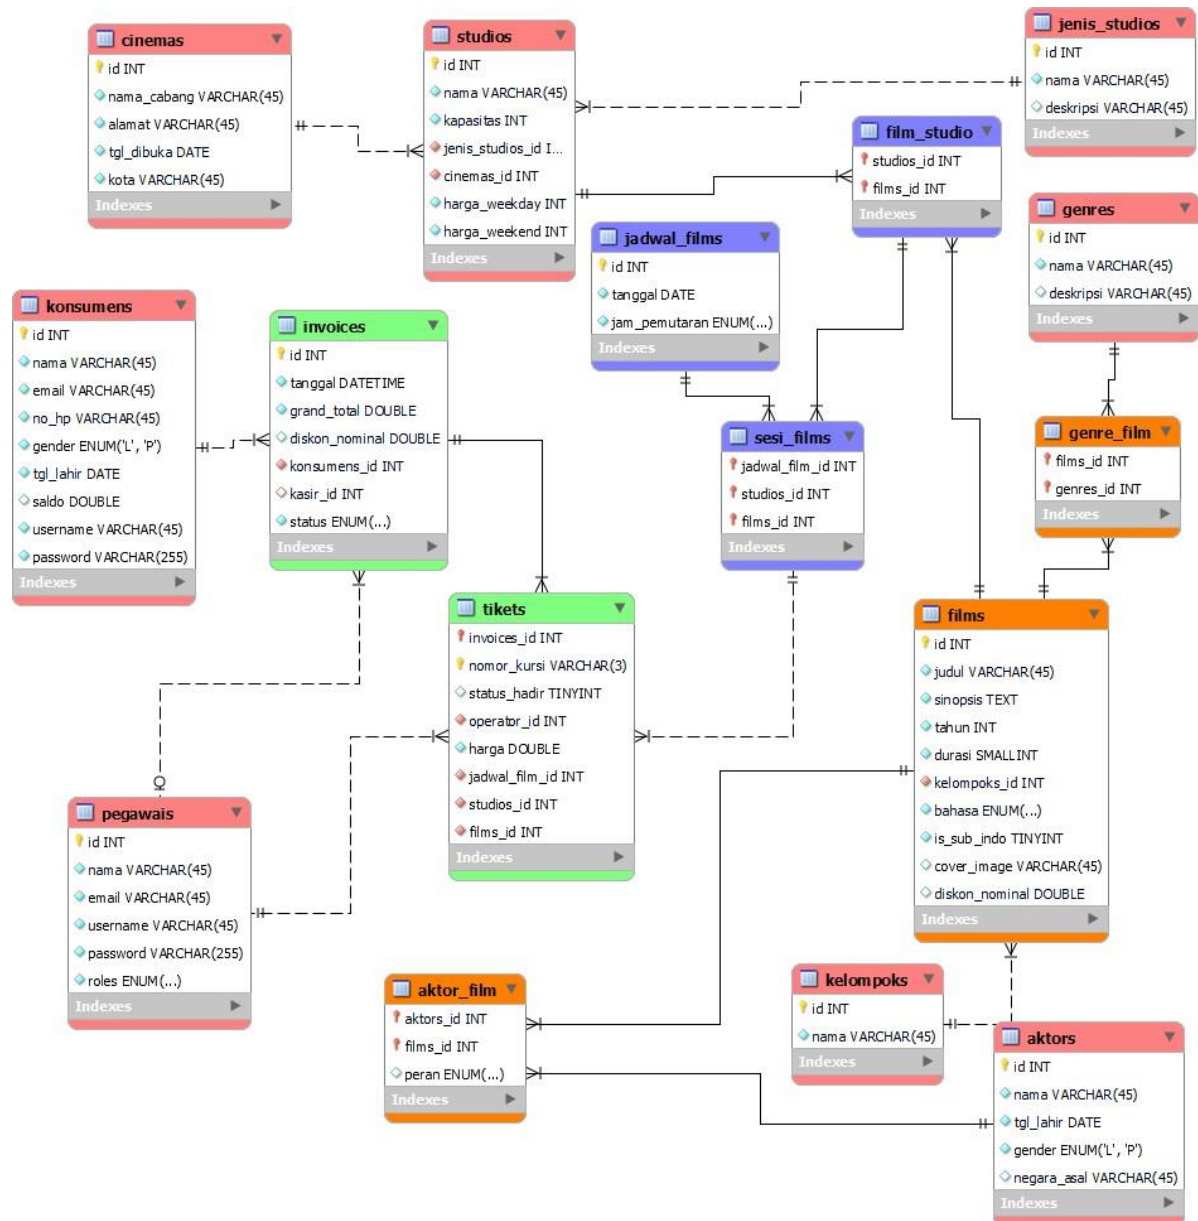 cinemas
id INT
nama_cabang VARCHAR(45)
alamat VARCHAR(45)
tgl_dibuka DATE
kota VARCHAR(45)
Indexes
studios
id INT
nama VARCHAR(45)
kapasitas INT
jenis_studios_id I...
cinemas_id INT
harga_weekday INT
harga_weekend INT
Indexes
jenis_studios
id INT
nama VARCHAR(45)
deskripsi VARCHAR(45)
Indexes
film_studio
studios_id INT
films_id INT
Indexes
genres
id INT
nama VARCHAR(45)
deskripsi VARCHAR(45)
Indexes
jadwal_films
id INT
tanggal DATE
jam_pemutaran ENUM(...)
Indexes
konsumens
id INT
nama VARCHAR(45)
email VARCHAR(45)
no_hp VARCHAR(45)
gender ENUM('L', 'P')
tgl_lahir DATE
saldo DOUBLE
username VARCHAR(45)
password VARCHAR(255)
Indexes
invoices
id INT
tanggal DATETIME
grand_total DOUBLE
diskon_nominal DOUBLE
konsumens_id INT
kasir_id INT
status ENUM(...)
Indexes
sesi_films
jadwal_film_id INT
studios_id INT
films_id INT
Indexes
genre_film
films_id INT
genres_id INT
Indexes
tikets
invoices_id INT
nomor_kursi VARCHAR(3)
status_hadir TINYINT
operator_id INT
harga DOUBLE
jadwal_film_id INT
studios_id INT
films_id INT
Indexes
films
id INT
judul VARCHAR(45)
sinopsis TEXT
tahun INT
durasi SMALLINT
kelompoks_id INT
bahasa ENUM(...)
is_sub_indo TINYINT
cover_image VARCHAR(45)
diskon_nominal DOUBLE
Indexes
pegawais
id INT
nama VARCHAR(45)
email VARCHAR(45)
username VARCHAR(45)
password VARCHAR(255)
roles ENUM(...)
Indexes
aktor_film
aktors_id INT
films_id INT
peran ENUM(...)
Indexes
kelompoks
id INT
nama VARCHAR(45)
Indexes
aktors
id INT
nama VARCHAR(45)
tgl_lahir DATE
gender ENUM('L', 'P')
negara_asal VARCHAR(45)
Indexes